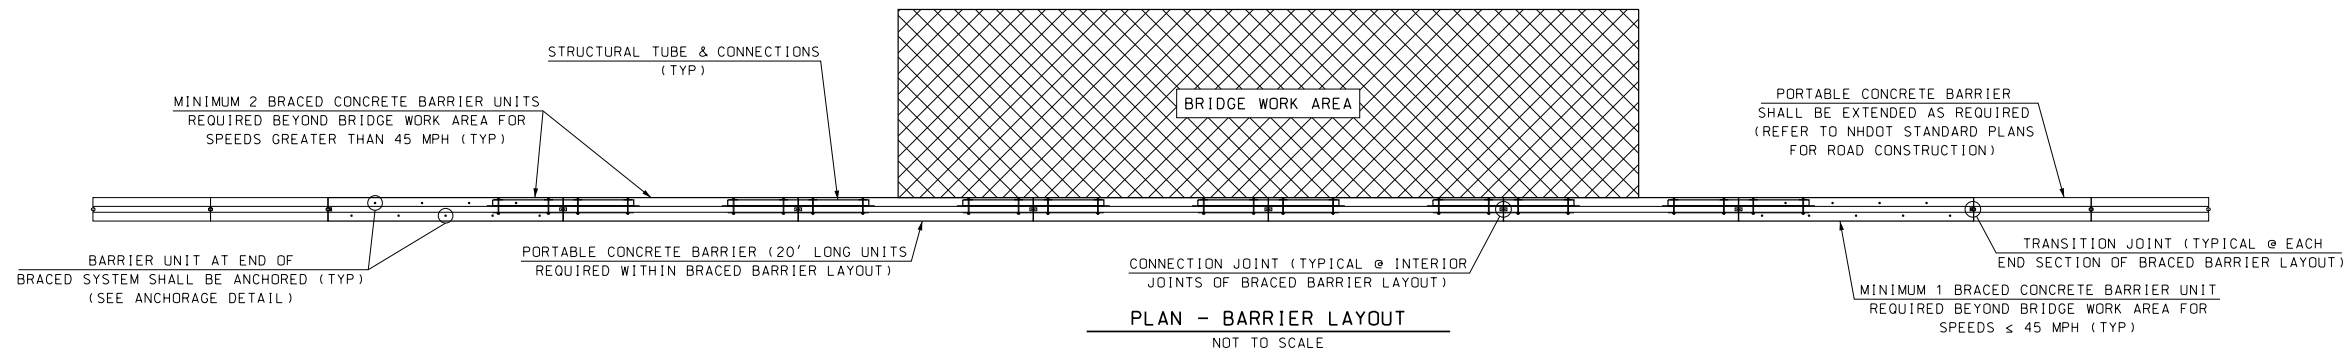 STRUCTURAL TUBE & CONNECTIONS
(TYP)
MINIMUM 2 BRACED CONCRETE BARRIER UNITS
REQUIRED BEYOND BRIDGE WORK AREA FOR
SPEEDS GREATER THAN 45 MPH (TYP)
BRIDGE WORK AREA
PORTABLE CONCRETE BARRIER
SHALL BE EXTENDED AS REQUIRED
(REFER TO NHDOT STANDARD PLANS
FOR ROAD CONSTRUCTION)
BARRIER UNIT AT END OF
BRACED SYSTEM SHALL BE ANCHORED (TYP)
(SEE ANCHORAGE DETAIL)
PORTABLE CONCRETE BARRIER (20' LONG UNITS
REQUIRED WITHIN BRACED BARRIER LAYOUT)
CONNECTION JOINT (TYPICAL @ INTERIOR
JOINTS OF BRACED BARRIER LAYOUT)
TRANSITION JOINT (TYPICAL @ EACH
END SECTION OF BRACED BARRIER LAYOUT)
MINIMUM 1 BRACED CONCRETE BARRIER UNIT
REQUIRED BEYOND BRIDGE WORK AREA FOR
SPEEDS ≤ 45 MPH (TYP)
PLAN - BARRIER LAYOUT
NOT TO SCALE